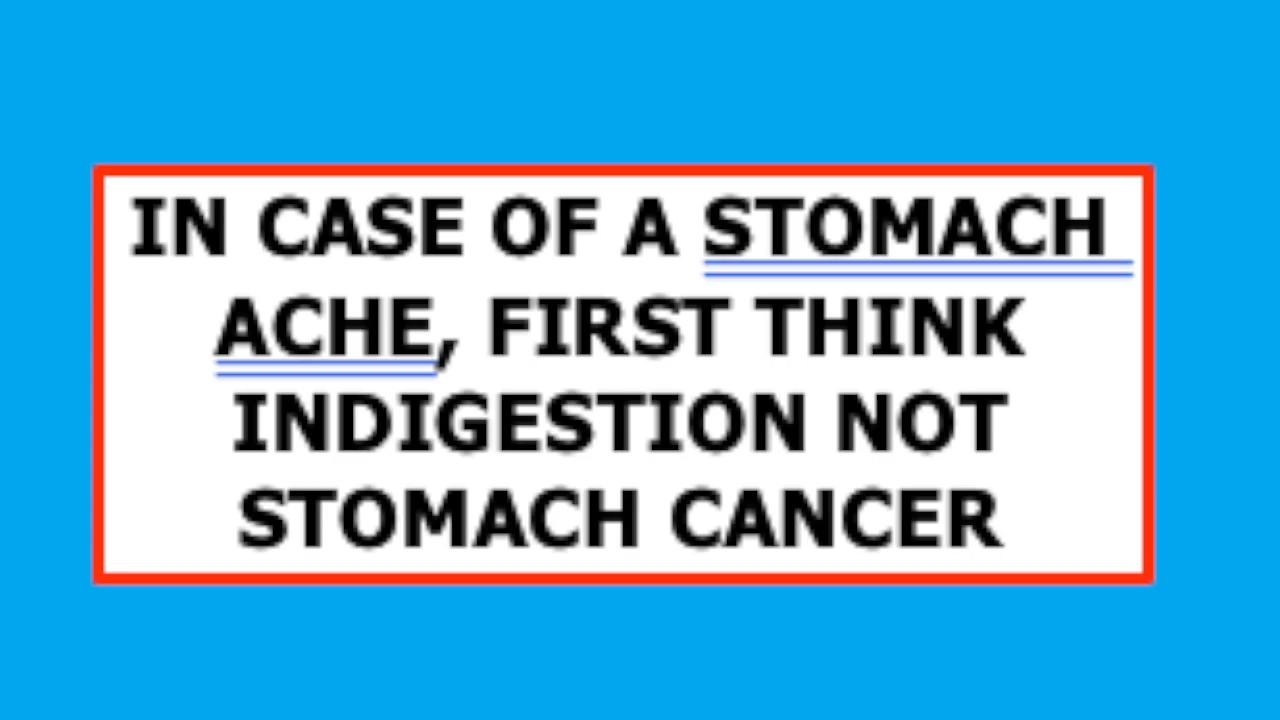 IN CASE OF A STOMACH
ACHE, FIRST THINK
INDIGESTION NOT
STOMACH CANCER